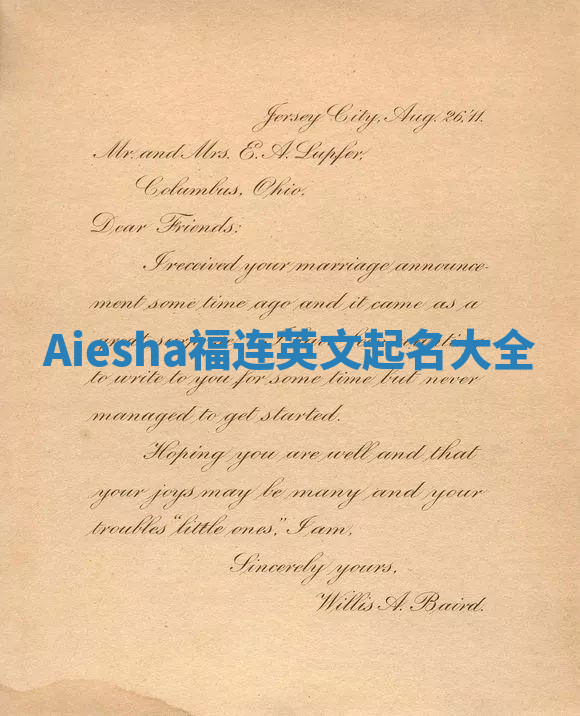 Jersey City, Aug. 26,'11.
Mr. and Mrs. E. A. Lupfer,
Columbus, Ohio.
Dear Friends:
I received your marriage announce-
ment some time ago and it came as a
Aiesha福连英文起名大全
to write to you for some time but never
managed to get started.
Hoping you are well and that
your joys may be many and your
troubles "little ones," I am,
Sincerely yours,
Willis A. Baird.